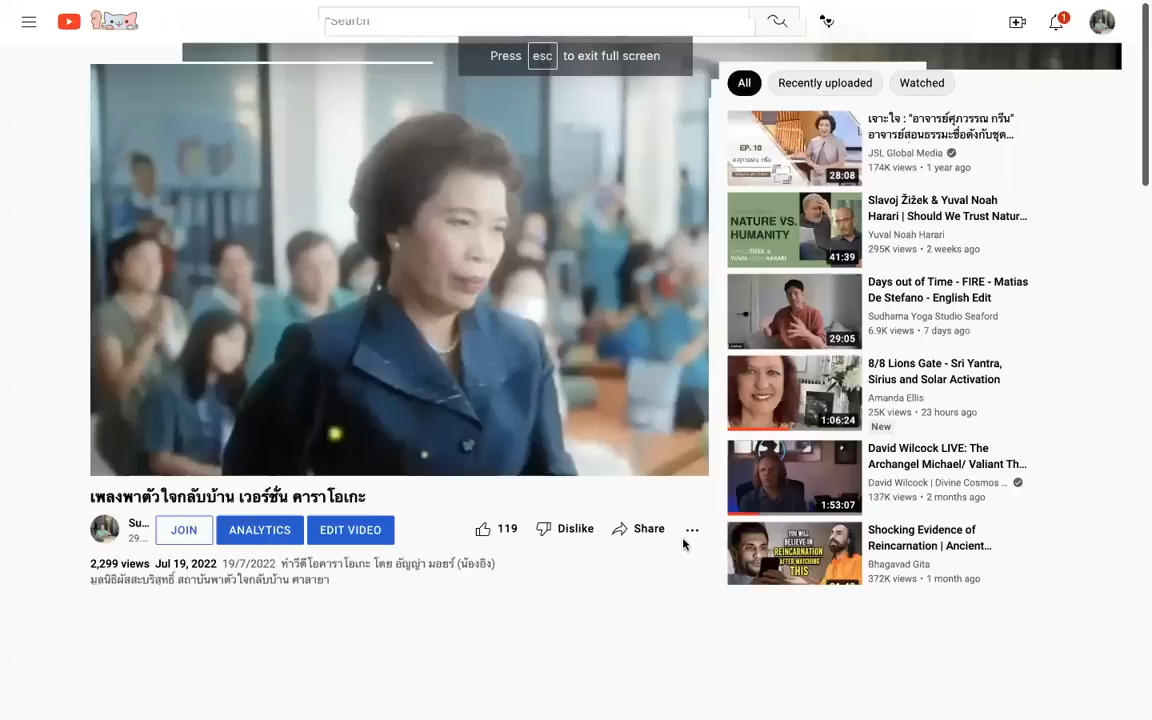 Search
Press esc to exit full screen
1
All
Recently uploaded
Watched
EP. 10
28:08
เจาะใจ : "อาจารย์ศุภวรรณ กรีน"
อาจารย์สอนธรรมะชื่อดังกับชุด...
JSL Global Media
174K views • 1 year ago
NATURE VS.
HUMANITY
41:39
Slavoj Žižek & Yuval Noah
Harari | Should We Trust Natur...
Yuval Noah Harari
295K views • 2 weeks ago
29:05
Days out of Time - FIRE - Matias
De Stefano - English Edit
Sudhama Yoga Studio Seaford
6.9K views • 7 days ago
1:06:24
8/8 Lions Gate - Sri Yantra,
Sirius and Solar Activation
Amanda Ellis
25K views • 23 hours ago
New
1:53:07
David Wilcock LIVE: The
Archangel Michael/ Valiant Th...
David Wilcock | Divine Cosmos ...
137K views • 2 months ago
YOU WILL
BELIEVE IN
REINCARNATION
AFTER WATCHING
THIS
Shocking Evidence of
Reincarnation | Ancient...
Bhagavad Gita
372K views • 1 month ago
เพลงพาตัวใจกลับบ้าน เวอร์ชั่น คาราโอเกะ
Su...
29...
JOIN
ANALYTICS
EDIT VIDEO
119
Dislike
Share
2,299 views Jul 19, 2022 19/7/2022 ทำวีดีโอคาราโอเกะ โดย อัญญา มอยร์ (น้องอิง)
มูลนิธิผัสสะบริสุทธิ์ สถาบันพาตัวใจกลับบ้าน ศาลายา